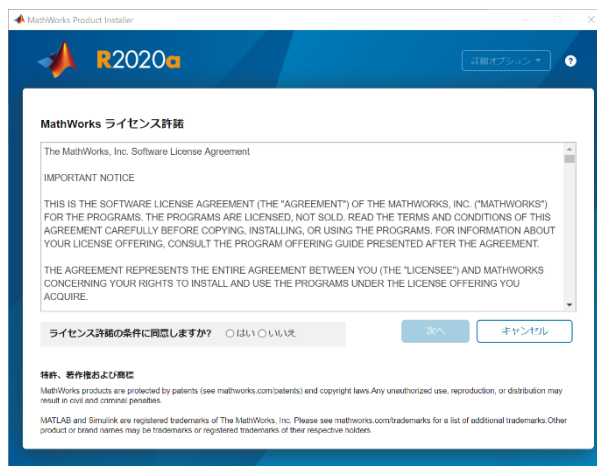 MathWorks Product Installer
R2020a
詳細オプション
?
MathWorks ライセンス許諾
The MathWorks, Inc. Software License Agreement
IMPORTANT NOTICE
THIS IS THE SOFTWARE LICENSE AGREEMENT (THE "AGREEMENT") OF THE MATHWORKS, INC. ("MATHWORKS")
FOR THE PROGRAMS. THE PROGRAMS ARE LICENSED, NOT SOLD. READ THE TERMS AND CONDITIONS OF THIS
AGREEMENT CAREFULLY BEFORE COPYING, INSTALLING, OR USING THE PROGRAMS. FOR INFORMATION ABOUT
YOUR LICENSE OFFERING, CONSULT THE PROGRAM OFFERING GUIDE PRESENTED AFTER THE AGREEMENT.
THE AGREEMENT REPRESENTS THE ENTIRE AGREEMENT BETWEEN YOU (THE "LICENSEE") AND MATHWORKS
CONCERNING YOUR RIGHTS TO INSTALL AND USE THE PROGRAMS UNDER THE LICENSE OFFERING YOU
ACQUIRE.
ライセンス許諾の条件に同意しますか? はい いいえ
次へ
キャンセル
特許、著作権および商標
MathWorks products are protected by patents (see mathworks.com/patents) and copyright laws.Any unauthorized use, reproduction, or distribution may
result in civil and criminal penalties.
MATLAB and Simulink are registered trademarks of The MathWorks, Inc. Please see mathworks.com/trademarks for a list of additional trademarks.Other
product or brand names may be trademarks or registered trademarks of their respective holders.